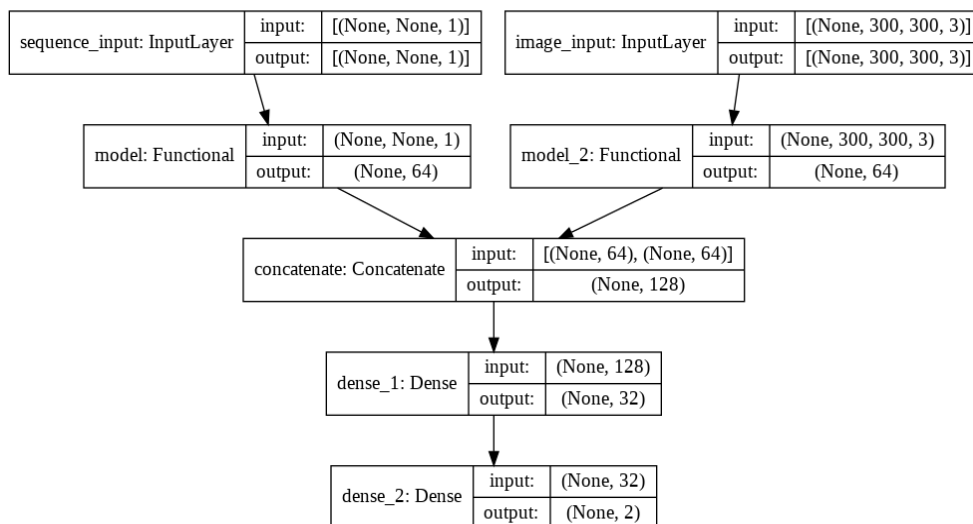 sequence_input: InputLayer
input: [(None, None, 1)]
output: [(None, None, 1)]
image_input: InputLayer
input: [(None, 300, 300, 3)]
output: [(None, 300, 300, 3)]
model: Functional
input: (None, None, 1)
output: (None, 64)
model_2: Functional
input: (None, 300, 300, 3)
output: (None, 64)
concatenate: Concatenate
input: [(None, 64), (None, 64)]
output: (None, 128)
dense_1: Dense
input: (None, 128)
output: (None, 32)
dense_2: Dense
input: (None, 32)
output: (None, 2)